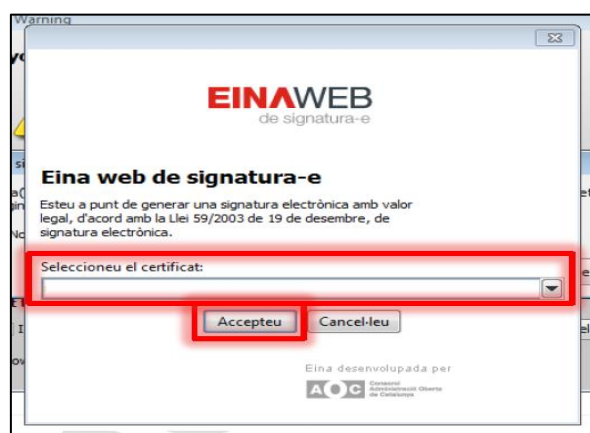 Warning
EINAWEB
de signatura-e
Eina web de signatura-e
Esteu a punt de generar una signatura electrònica amb valor
legal, d'acord amb la Llei 59/2003 de 19 de desembre, de
signatura electrònica.
Seleccioneu el certificat:
Accepteu Cancel·leu
Eina desenvolupada per
AOC Consorci
Administració Oberta
de Catalunya